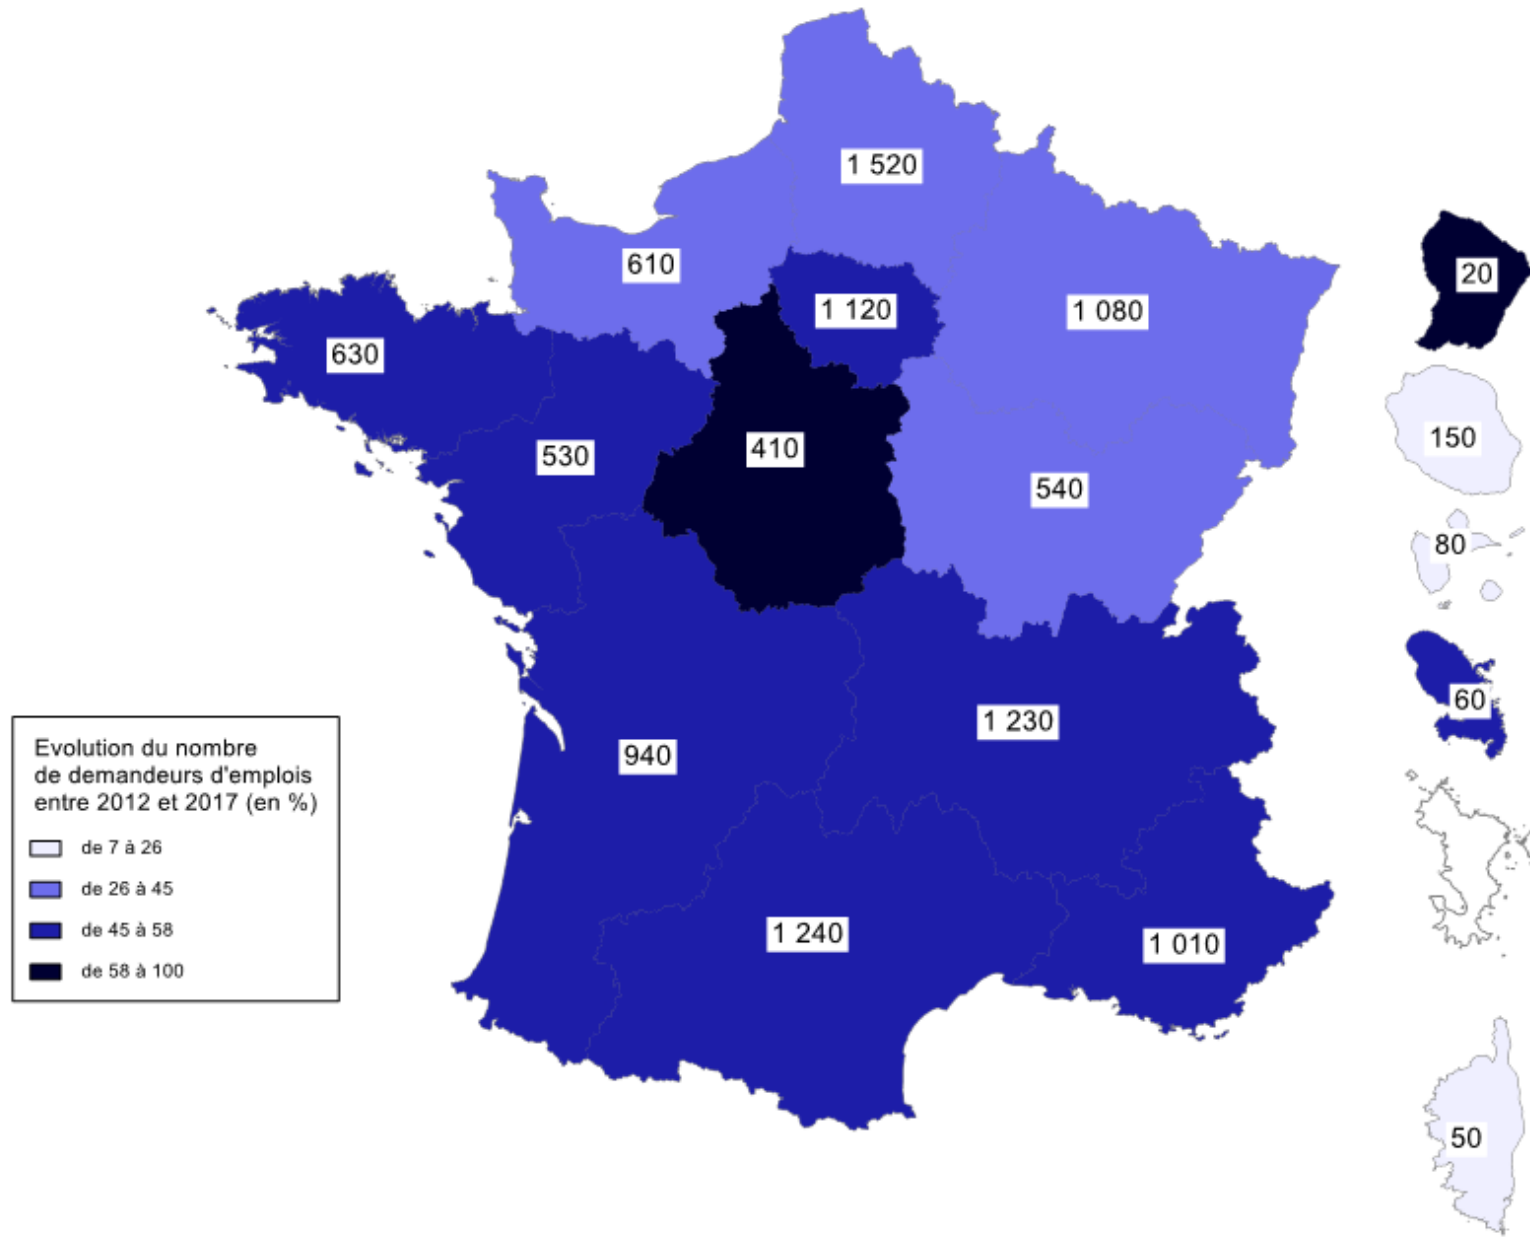 1 520
610
20
1 120
1 080
630
150
410
530
540
80
60
1 230
940
1 240
1 010
50
Evolution du nombre
de demandeurs d'emplois
entre 2012 et 2017 (en %)
de 7 à 26
de 26 à 45
de 45 à 58
de 58 à 100